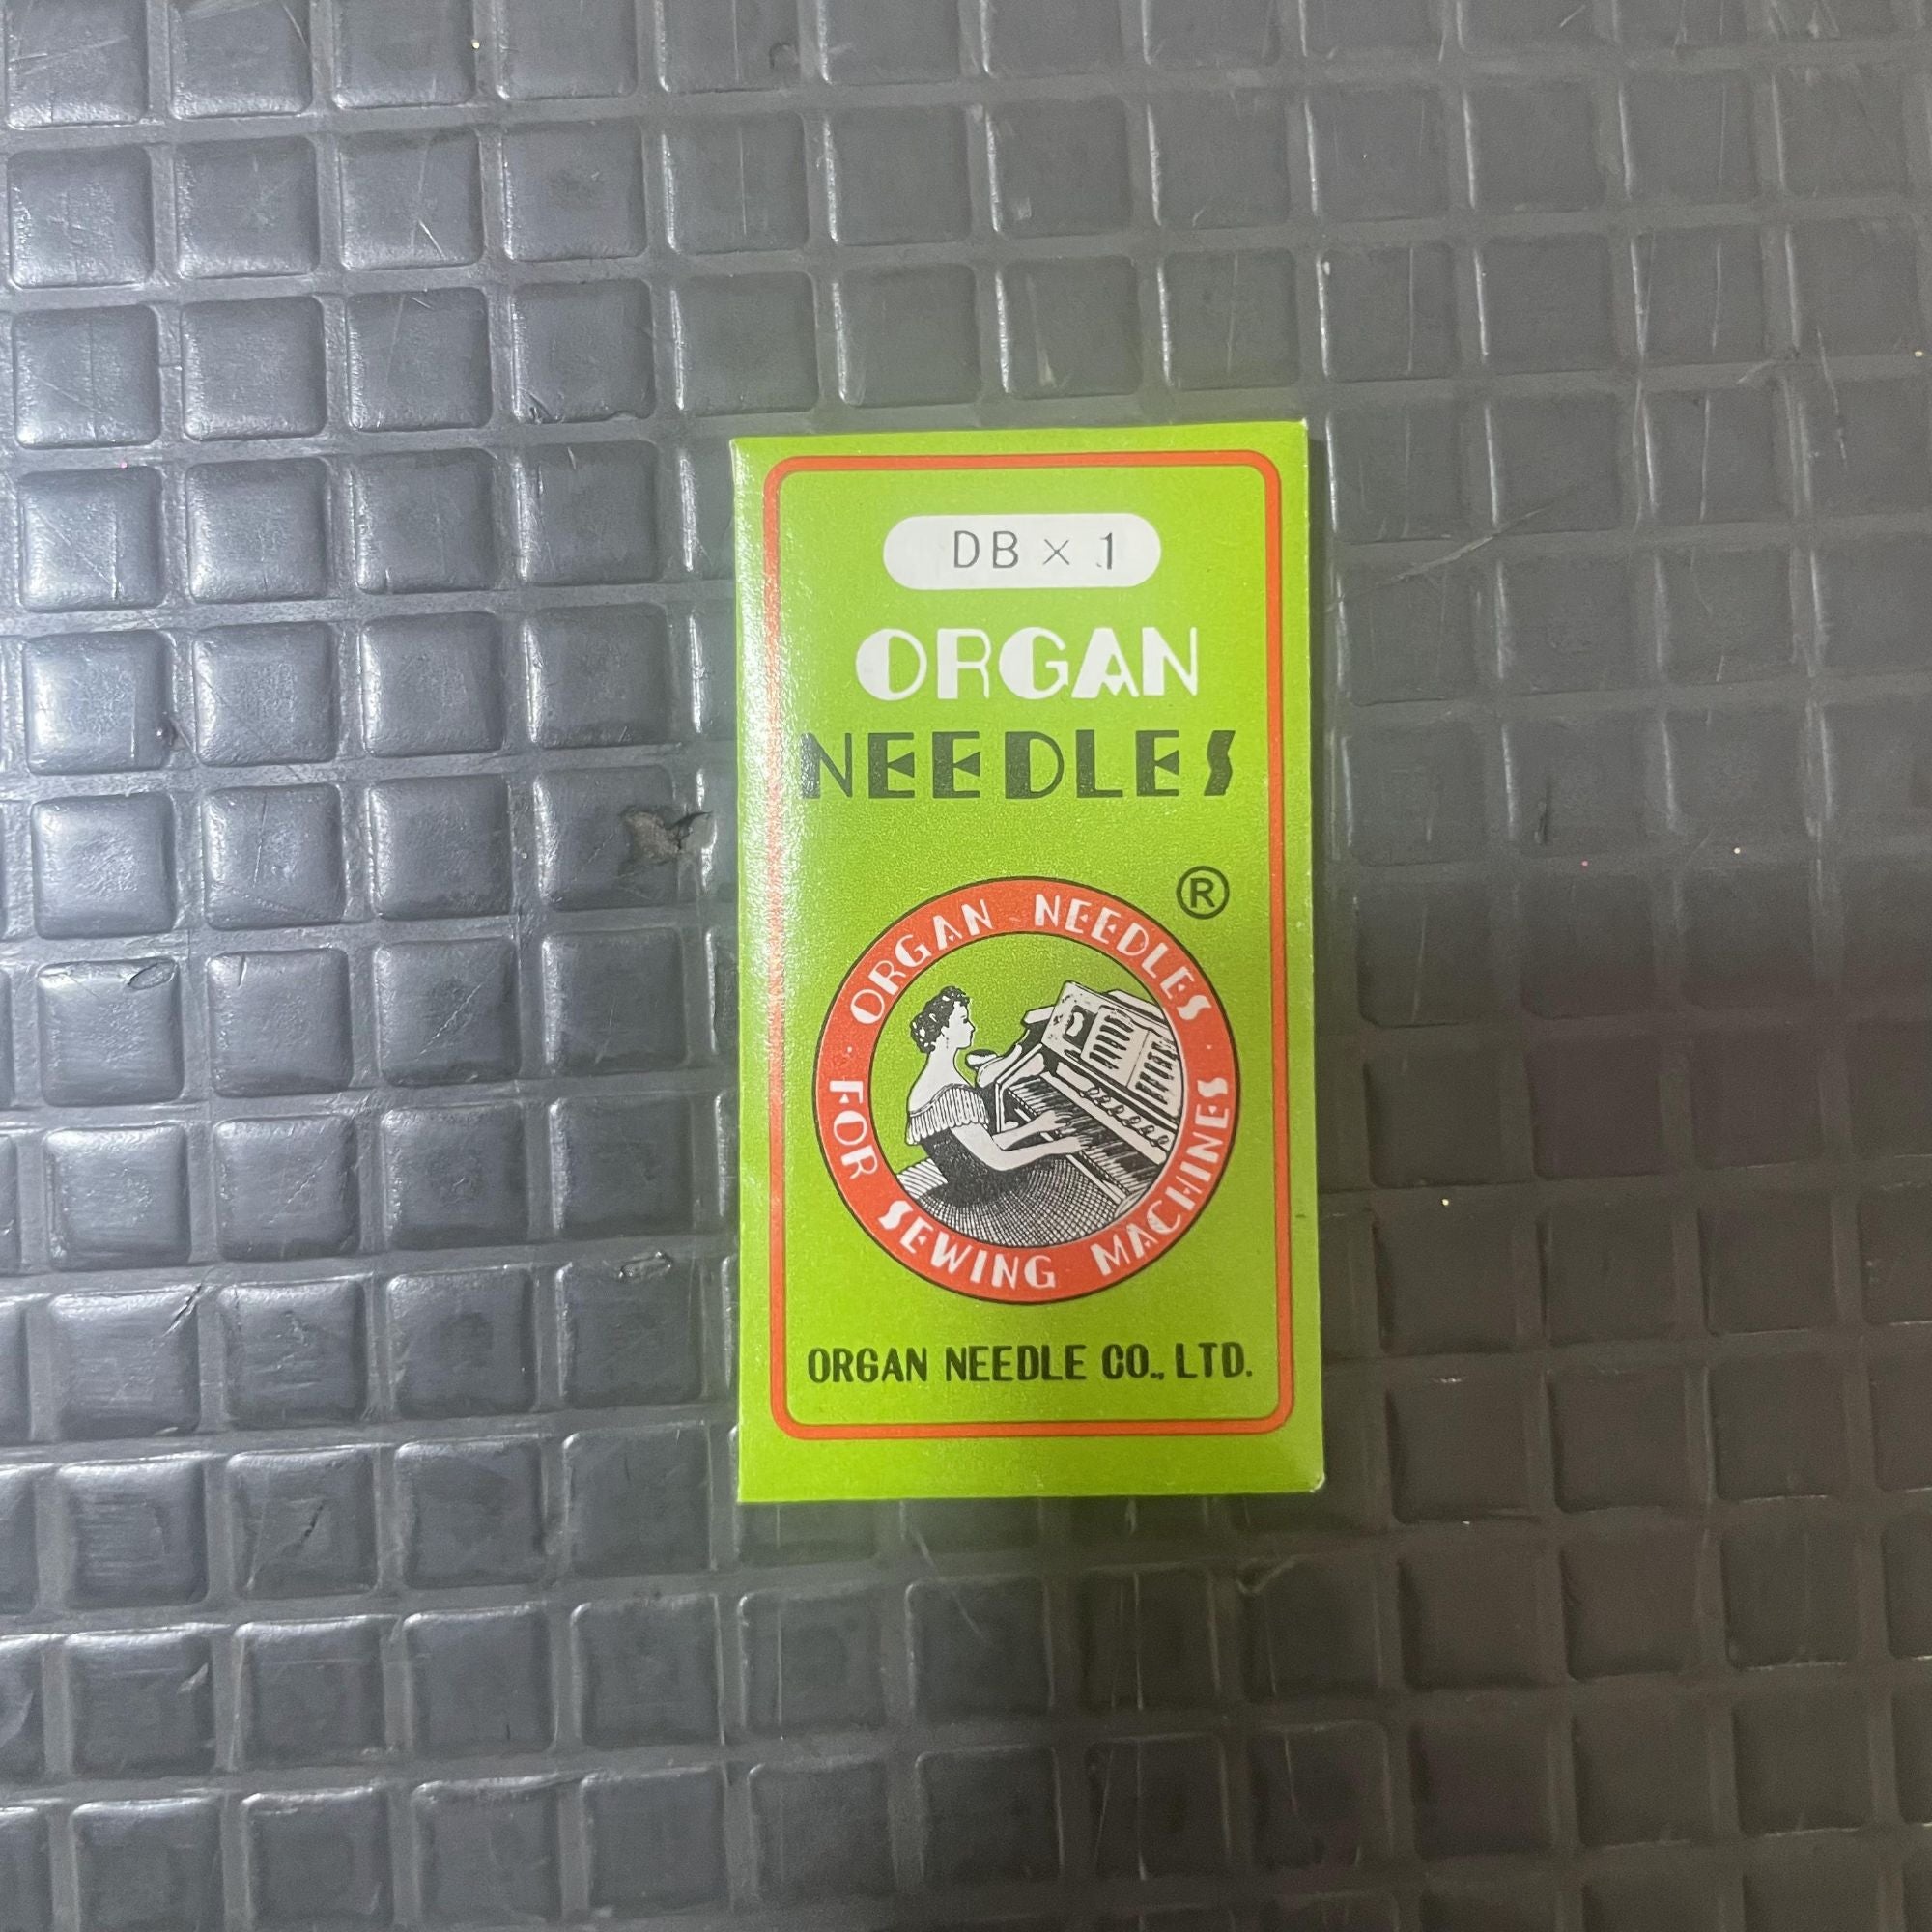 DB × 1
ORGAN
NEEDLES
®
ORGAN NEEDLES
FOR SEWING MACHINES
ORGAN NEEDLE CO., LTD.